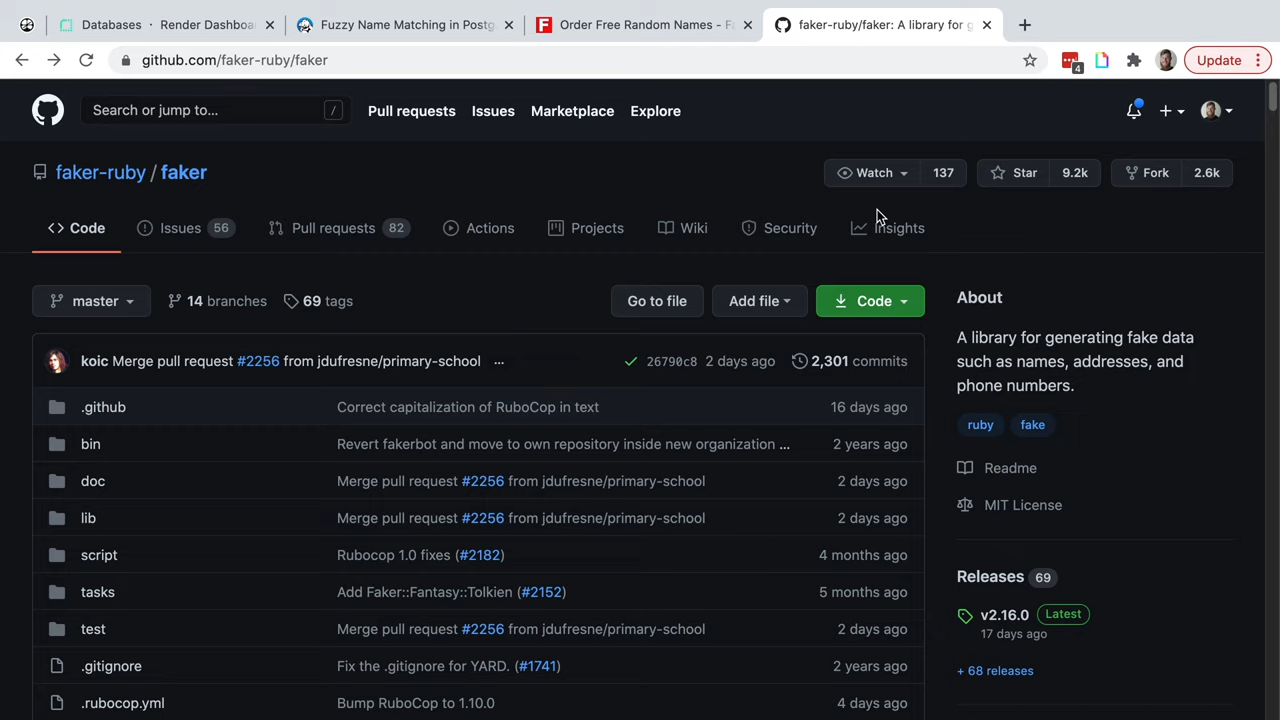 Databases · Render Dashboa
Fuzzy Name Matching in Postg
Order Free Random Names - F
faker-ruby/faker: A library for g
github.com/faker-ruby/faker
4
Update
Search or jump to...
/
Pull requests
Issues
Marketplace
Explore
faker-ruby / faker
Watch
137
Star
9.2k
Fork
2.6k
Code
Issues 56
Pull requests 82
Actions
Projects
Wiki
Security
Insights
master
14 branches
69 tags
Go to file
Add file
Code
koic Merge pull request #2256 from jdufresne/primary-school ...
26790c8 2 days ago
2,301 commits
.github Correct capitalization of RuboCop in text 16 days ago
bin Revert fakerbot and move to own repository inside new organization ... 2 years ago
doc Merge pull request #2256 from jdufresne/primary-school 2 days ago
lib Merge pull request #2256 from jdufresne/primary-school 2 days ago
script Rubocop 1.0 fixes (#2182) 4 months ago
tasks Add Faker::Fantasy::Tolkien (#2152) 5 months ago
test Merge pull request #2256 from jdufresne/primary-school 2 days ago
.gitignore Fix the .gitignore for YARD. (#1741) 2 years ago
.rubocop.yml Bump RuboCop to 1.10.0 4 days ago
About
A library for generating fake data
such as names, addresses, and
phone numbers.
ruby fake
Readme
MIT License
Releases 69
v2.16.0 Latest
17 days ago
+ 68 releases